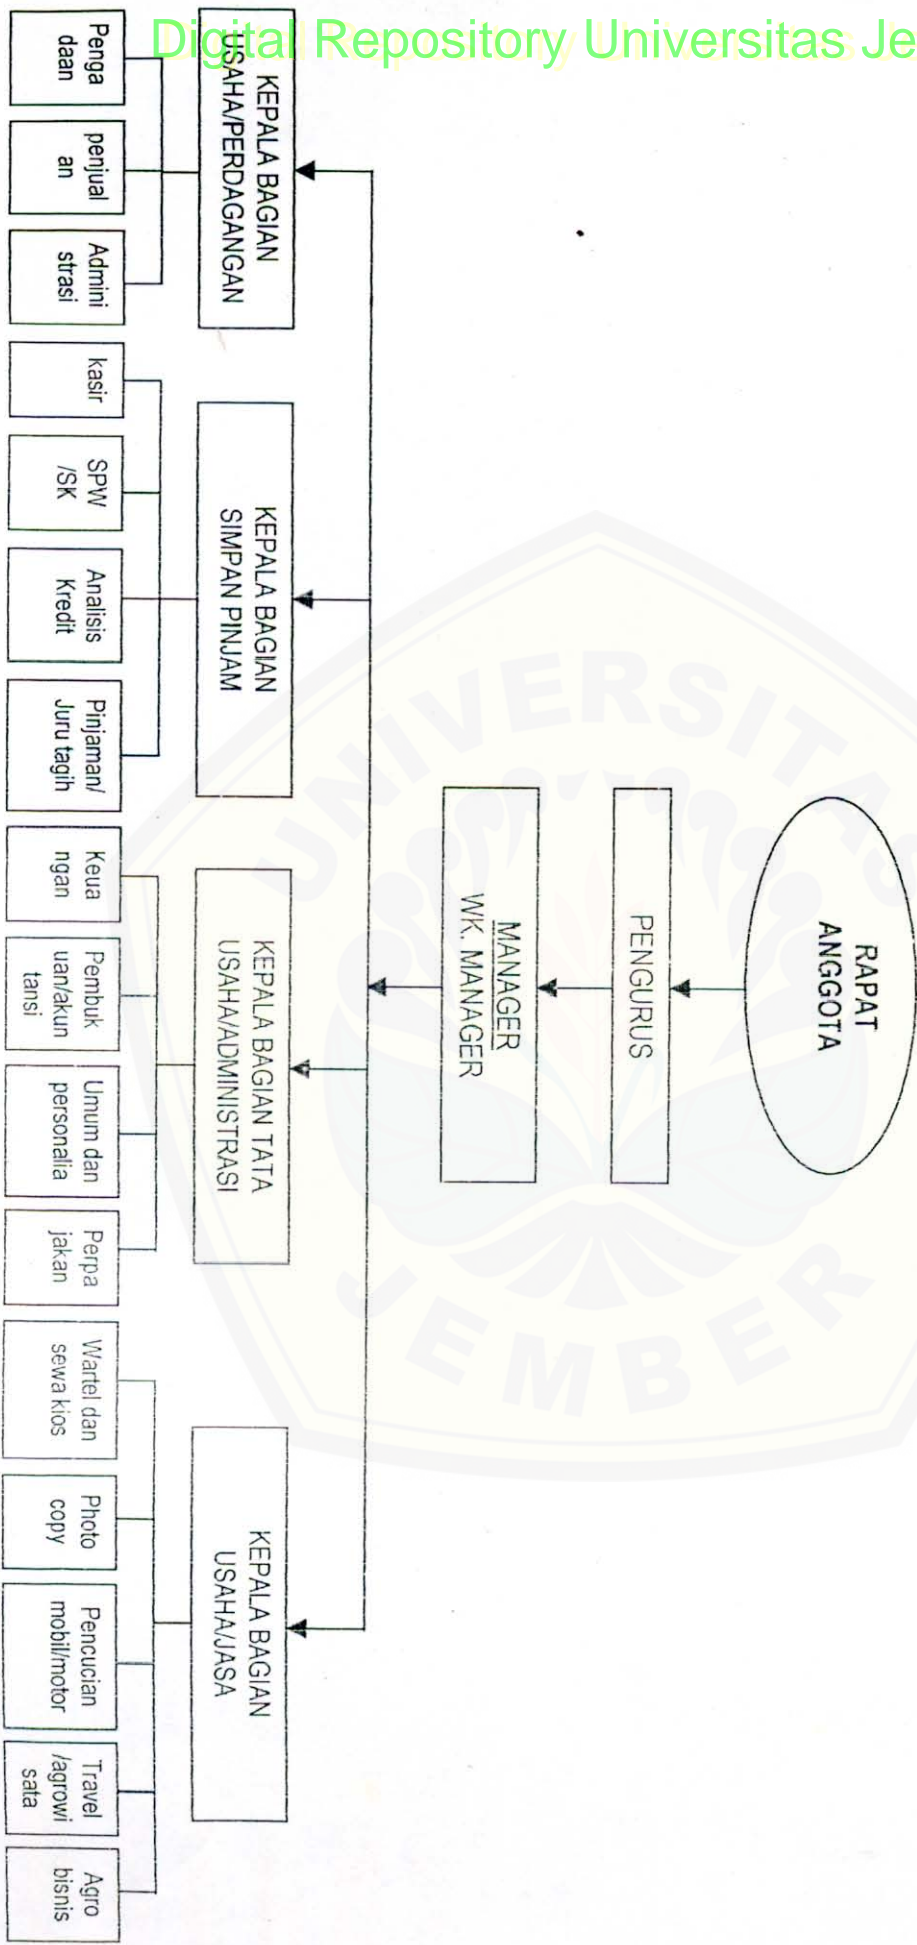 Digital Repository Universitas Je
RAPAT
ANGGOTA
PENGURUS
MANAGER
WK. MANAGER
KEPALA BAGIAN
USAHA/PERDAGANGAN
KEPALA BAGIAN
SIMPAN PINJAM
KEPALA BAGIAN TATA
USAHA/ADMINISTRASI
KEPALA BAGIAN
USAHA/JASA
Penga
daan
penjual
an
Admini
strasi
kasir
SPW
/SK
Analisis
Kredit
Pinjaman/
Juru tagih
Keua
ngan
Pembuk
uan/akun
tansi
Umum dan
personalia
Perpa
jakan
Wartel dan
sewa kios
Photo
copy
Pencucian
mobil/motor
Travel
/agrowi
sata
Agro
bisnis
UNIVERSITAS
JEMBER